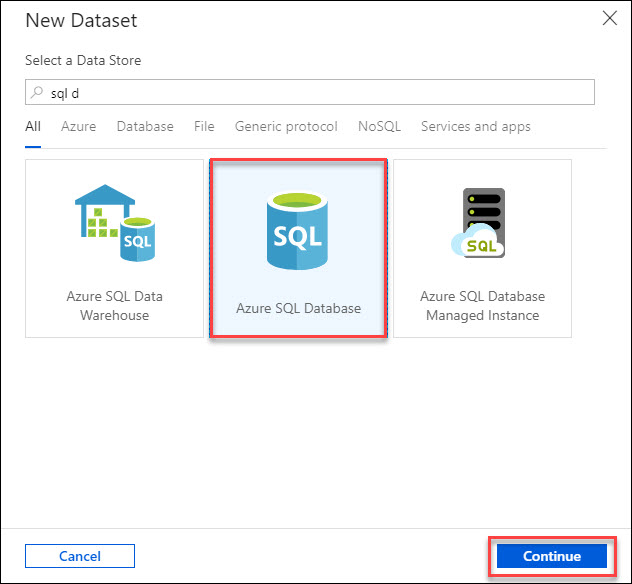 New Dataset
Select a Data Store
sql d
All Azure Database File Generic protocol NoSQL Services and apps
SQL
SQL
SQL
Azure SQL Data
Warehouse
Azure SQL Database
Azure SQL Database
Managed Instance
Cancel
Continue